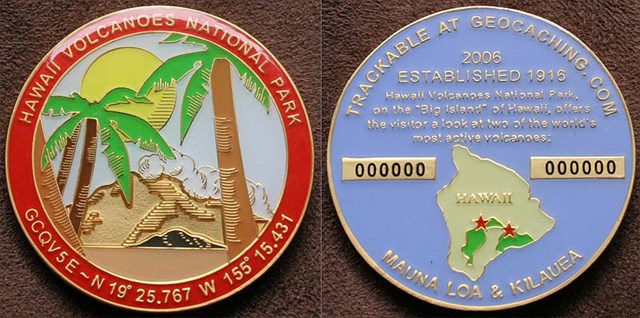 HAWAII VOLCANOES NATIONAL PARK
GCQV5E ~ N 19° 25.767 W 155° 15.431
TRACKABLE AT GEOCACHING.COM
2006
ESTABLISHED 1916
Hawaii Volcanoes National Park,
on the "Big Island" of Hawaii, offers
the visitor a look at two of the world's
most active volcanoes:
000000
000000
HAWAII
MAUNA LOA & KILAUEA